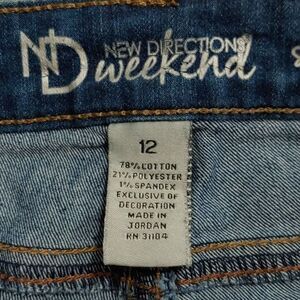 ND NEW DIRECTIONS
weekend
12
78% COTTON
21% POLYESTER
1% SPANDEX
EXCLUSIVE OF
DECORATION
MADE IN
JORDAN
RN 31184